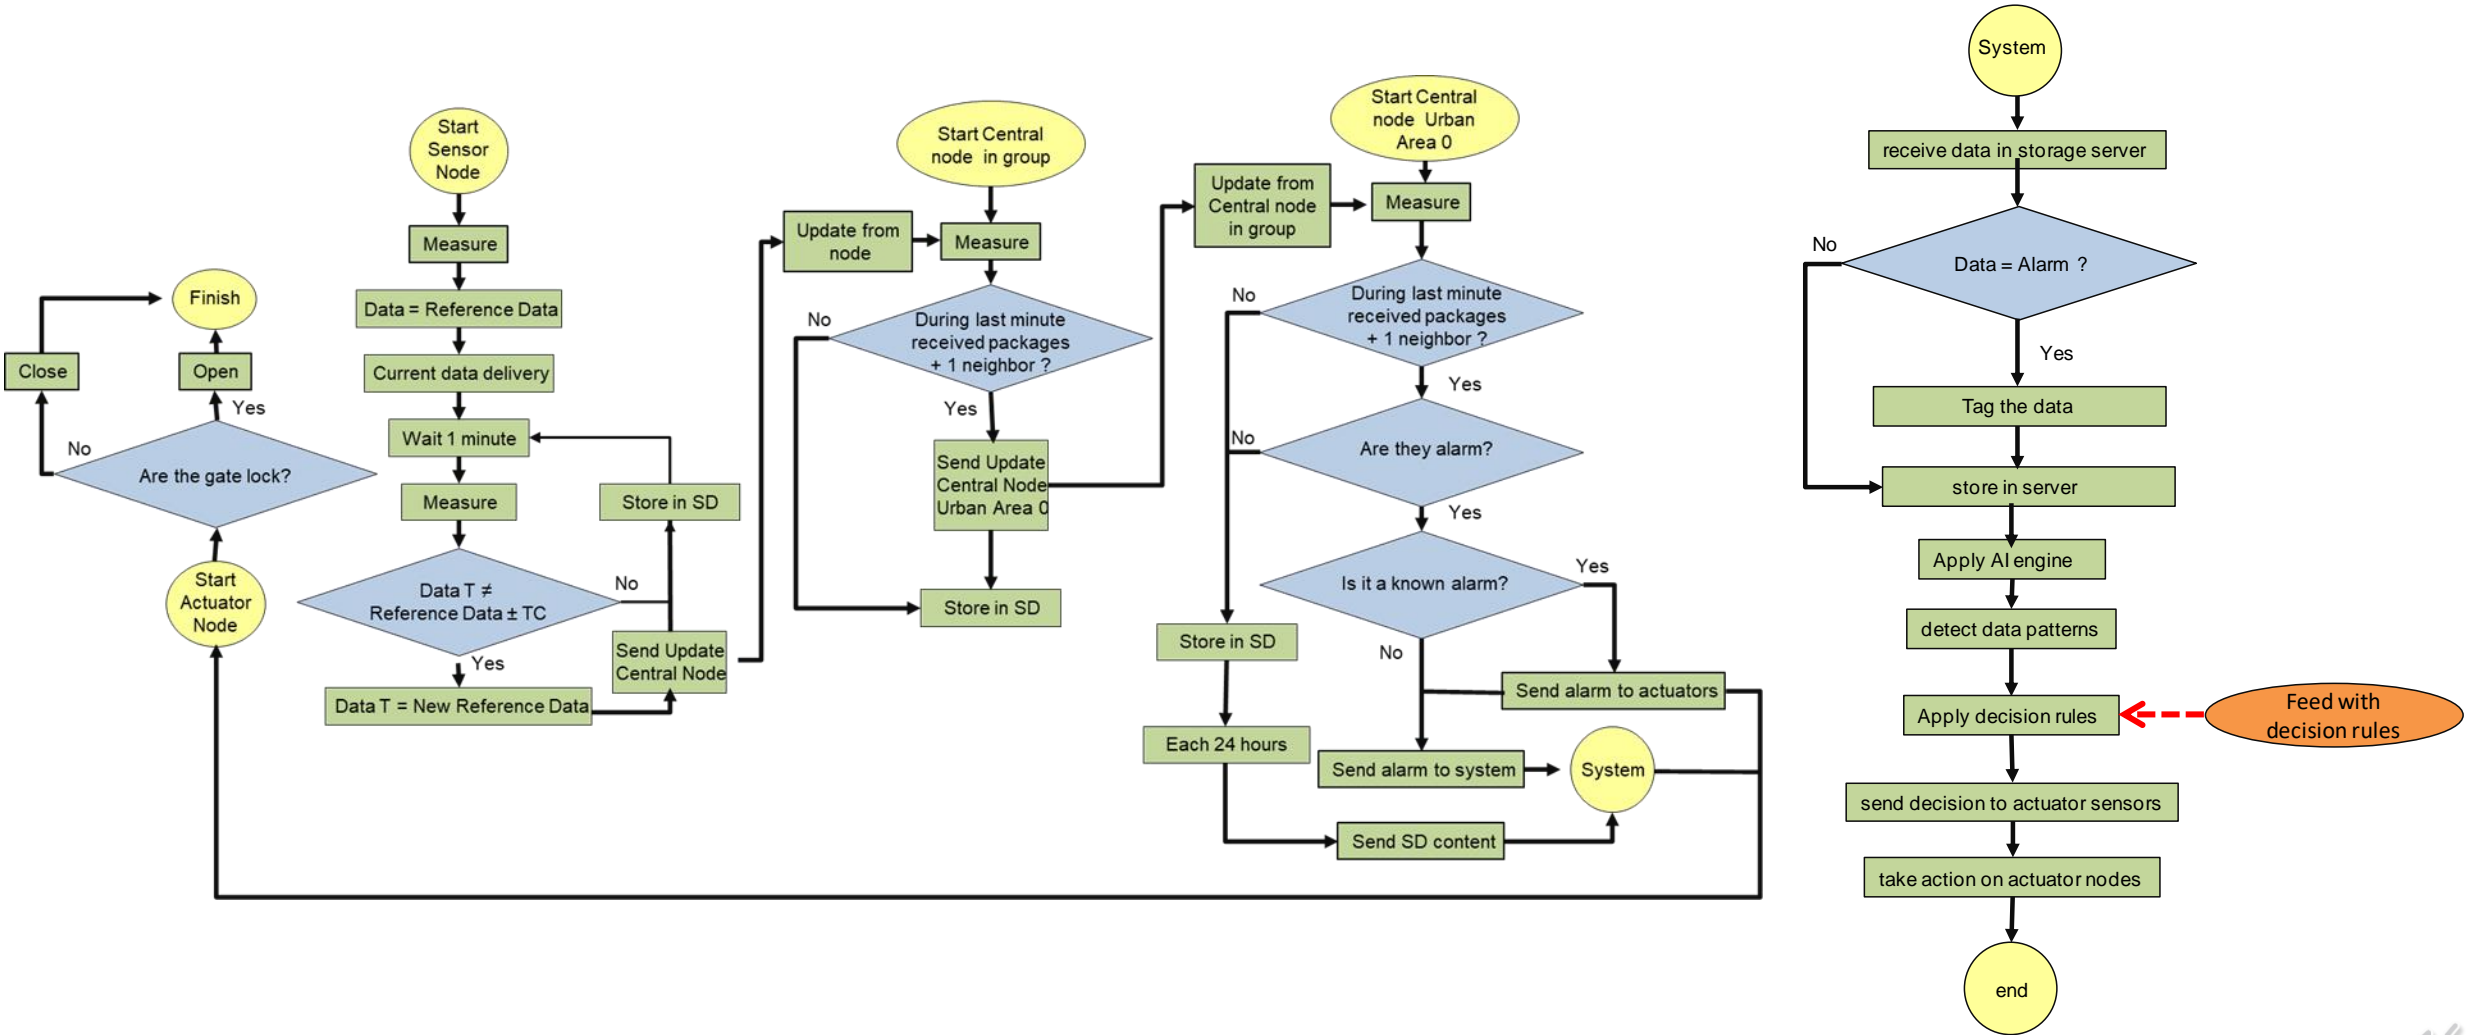 Finish
Close
Open
Yes
No
Are the gate lock?
Start
Actuator
Node
Start
Sensor
Node
Measure
Data = Reference Data
Current data delivery
Wait 1 minute
Measure
Store in SD
Data T ≠
Reference Data ± TC
No
Yes
Send Update
Central Node
Data T = New Reference Data
Start Central
node in group
Update from
node
Measure
No
During last minute
received packages
+ 1 neighbor ?
Yes
Send Update
Central Node
Urban Area 0
Store in SD
Start Central
node Urban
Area 0
Update from
Central node
in group
Measure
No
During last minute
received packages
+ 1 neighbor ?
Yes
No
Are they alarm?
Yes
Is it a known alarm?
Yes
No
Store in SD
Send alarm to actuators
Each 24 hours
Send alarm to system
System
Send SD content
System
receive data in storage server
No
Data = Alarm ?
Yes
Tag the data
store in server
Apply AI engine
detect data patterns
Apply decision rules
Feed with
decision rules
send decision to actuator sensors
take action on actuator nodes
end